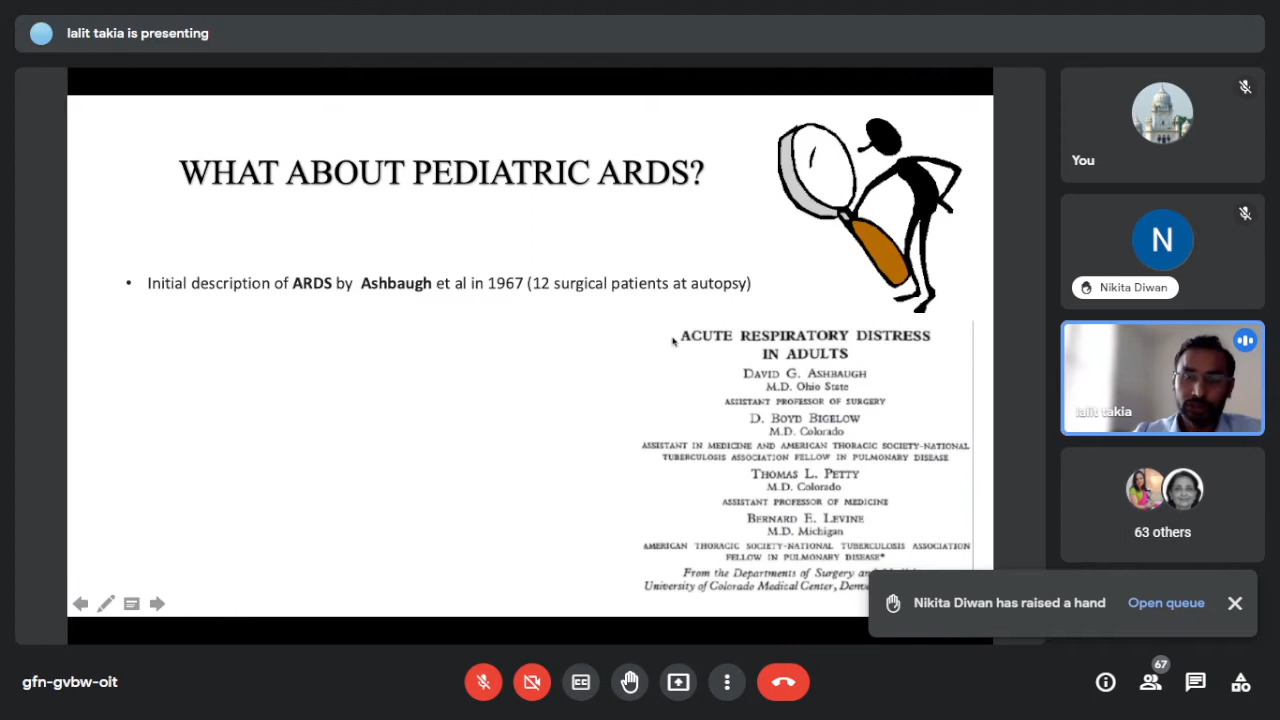 lalit takia is presenting
WHAT ABOUT PEDIATRIC ARDS?
• Initial description of ARDS by Ashbaugh et al in 1967 (12 surgical patients at autopsy)
ACUTE RESPIRATORY DISTRESS
IN ADULTS
DAVID G. ASHBAUGH
M.D. Ohio State
ASSISTANT PROFESSOR OF SURGERY
D. BOYD BIGELOW
M.D. Colorado
ASSISTANT IN MEDICINE AND AMERICAN THORACIC SOCIETY-NATIONAL
TUBERCULOSIS ASSOCIATION FELLOW IN PULMONARY DISEASE
THOMAS L. PETTY
M.D. Colorado
ASSISTANT PROFESSOR OF MEDICINE
BERNARD E. LEVINE
M.D. Michigan
AMERICAN THORACIC SOCIETY-NATIONAL TUBERCULOSIS ASSOCIATION
FELLOW IN PULMONARY DISEASE*
From the Departments of Surgery and
University of Colorado Medical Center,
You
N
Nikita Diwan
lalit takia
63 others
Nikita Diwan has raised a hand
Open queue
gfn-gvbw-oit
CC
67